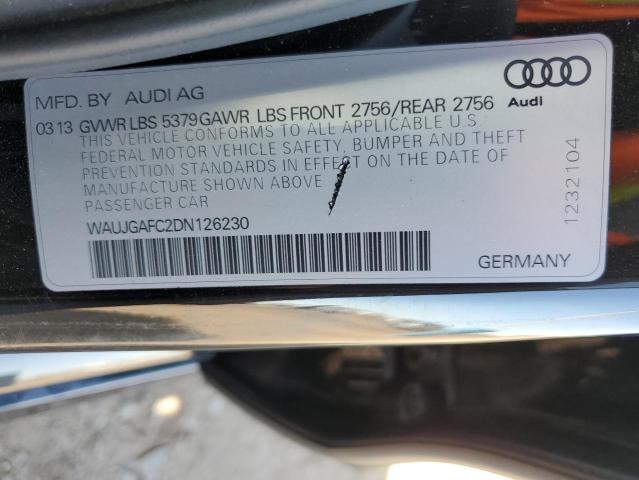 MFD. BY AUDI AG
Audi
03 13 GVWR LBS 5379 GAWR LBS FRONT 2756/REAR 2756
THIS VEHICLE CONFORMS TO ALL APPLICABLE U.S.
FEDERAL MOTOR VEHICLE SAFETY, BUMPER AND THEFT
PREVENTION STANDARDS IN EFFECT ON THE DATE OF
MANUFACTURE SHOWN ABOVE
PASSENGER CAR
WAUJGAFC2DN126230
1232104
GERMANY